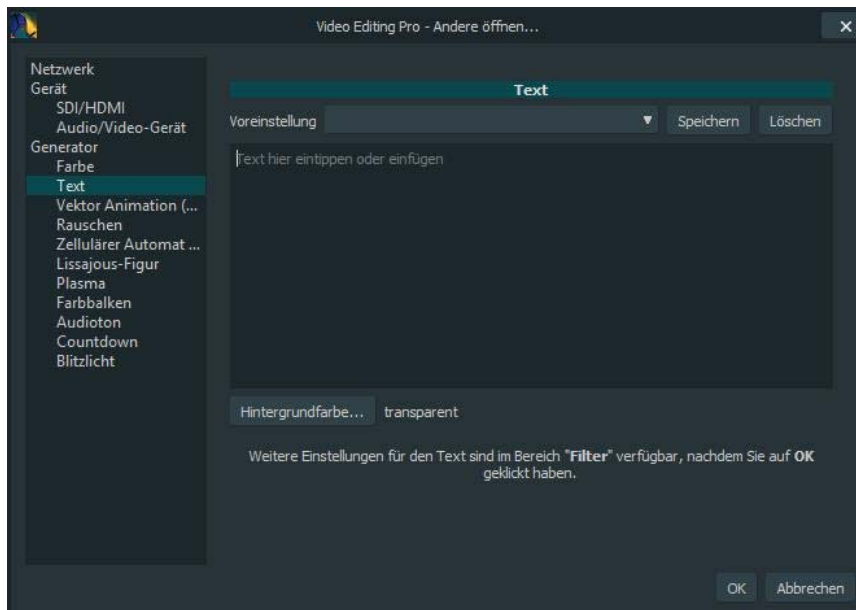 Video Editing Pro - Andere öffnen...
Netzwerk
Gerät
SDI/HDMI
Audio/Video-Gerät
Generator
Farbe
Text
Vektor Animation (...
Rauschen
Zellulärer Automat ...
Lissajous-Figur
Plasma
Farbbalken
Audioton
Countdown
Blitzlicht
Text
Voreinstellung
Speichern
Löschen
Text hier eintippen oder einfügen
Hintergrundfarbe... transparent
Weitere Einstellungen für den Text sind im Bereich "Filter" verfügbar, nachdem Sie auf OK
geklickt haben.
OK
Abbrechen